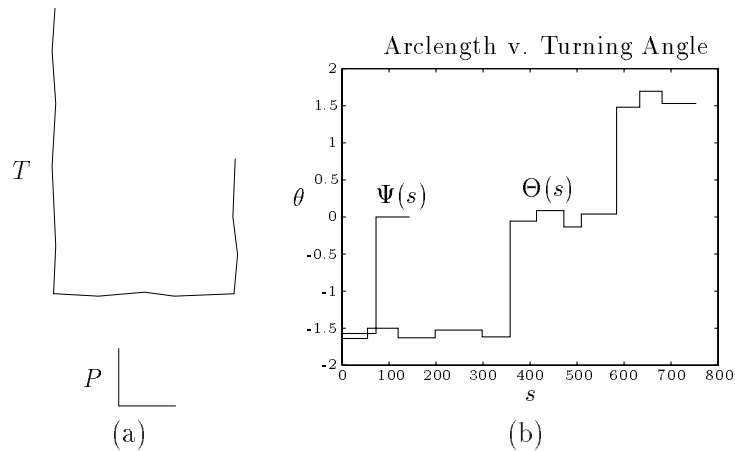 Arclength v. Turning Angle
T
P
(a)
θ
2
1.5
1
0.5
0
-0.5
-1
-1.5
-2
Ψ(s)
Θ(s)
0 100 200 300 400 500 600 700 800
s
(b)